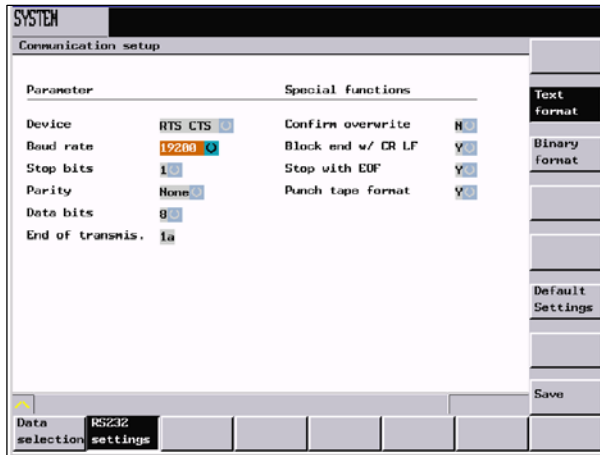 SYSTEM
Communication setup
Parameter
Device RTS CTS
Baud rate 19200
Stop bits 1
Parity None
Data bits 8
End of transmis. 1a
Special functions
Confirm overwrite N
Block end w/ CR LF Y
Stop with EOF Y
Punch tape format Y
Text
format
Binary
format
Default
Settings
Save
Data
selection
RS232
settings